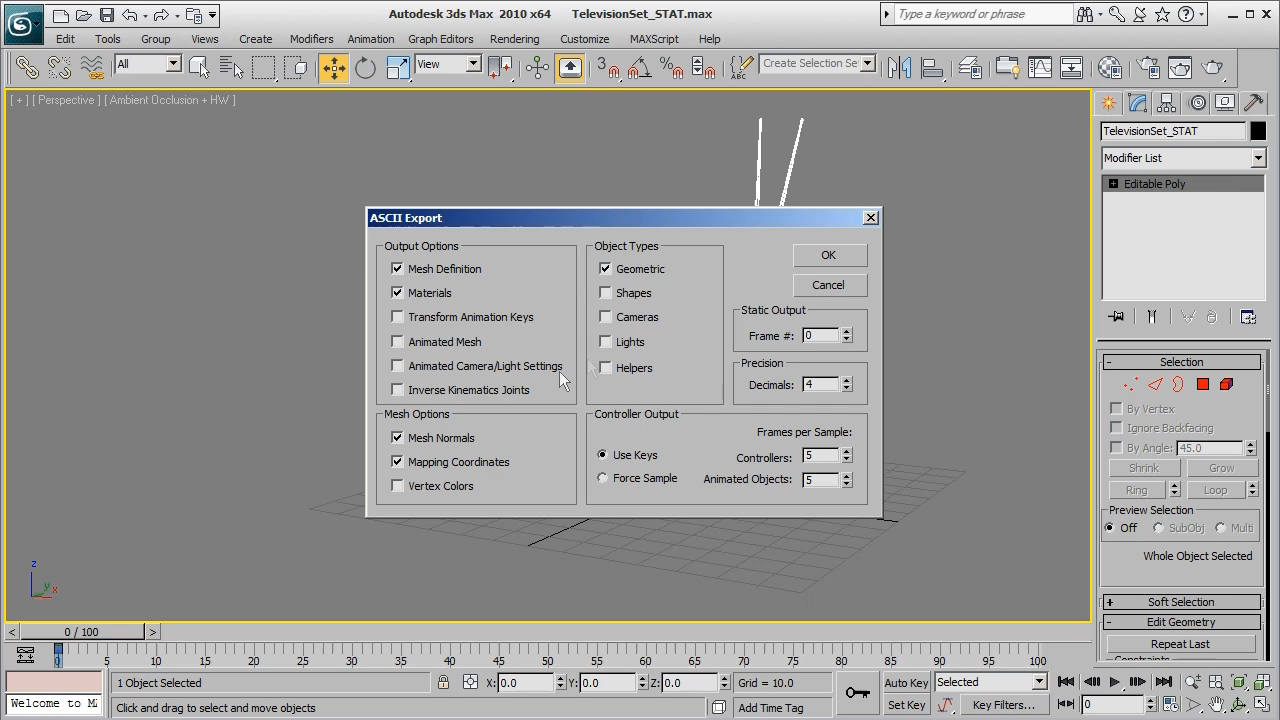 Autodesk 3ds Max 2010 x64 TelevisionSet_STAT.max
Type a keyword or phrase
Edit Tools Group Views Create Modifiers Animation Graph Editors Rendering Customize MAXScript Help
All View 3 Create Selection Se
[ + ] [ Perspective ] [ Ambient Occlusion + HW ]
TelevisionSet_STAT
Modifier List
Editable Poly
ASCII Export
Output Options
Mesh Definition
Materials
Transform Animation Keys
Animated Mesh
Animated Camera/Light Settings
Inverse Kinematics Joints
Mesh Options
Mesh Normals
Mapping Coordinates
Vertex Colors
Object Types
Geometric
Shapes
Cameras
Lights
Helpers
OK
Cancel
Static Output
Frame #: 0
Precision
Decimals: 4
Controller Output
Frames per Sample:
Use Keys
Force Sample
Controllers: 5
Animated Objects: 5
- Selection
By Vertex
Ignore Backfacing
By Angle: 45.0
Shrink Grow
Ring Loop
Preview Selection
Off SubObj Multi
Whole Object Selected
+ Soft Selection
- Edit Geometry
Repeat Last
z
y
x
< 0 / 100 >
0 5 10 15 20 25 30 35 40 45 50 55 60 65 70 75 80 85 90 95 100
1 Object Selected X: 0.0 Y: 0.0 Z: 0.0 Grid = 10.0 Auto Key Selected
Welcome to M Click and drag to select and move objects Add Time Tag Set Key Key Filters... 0